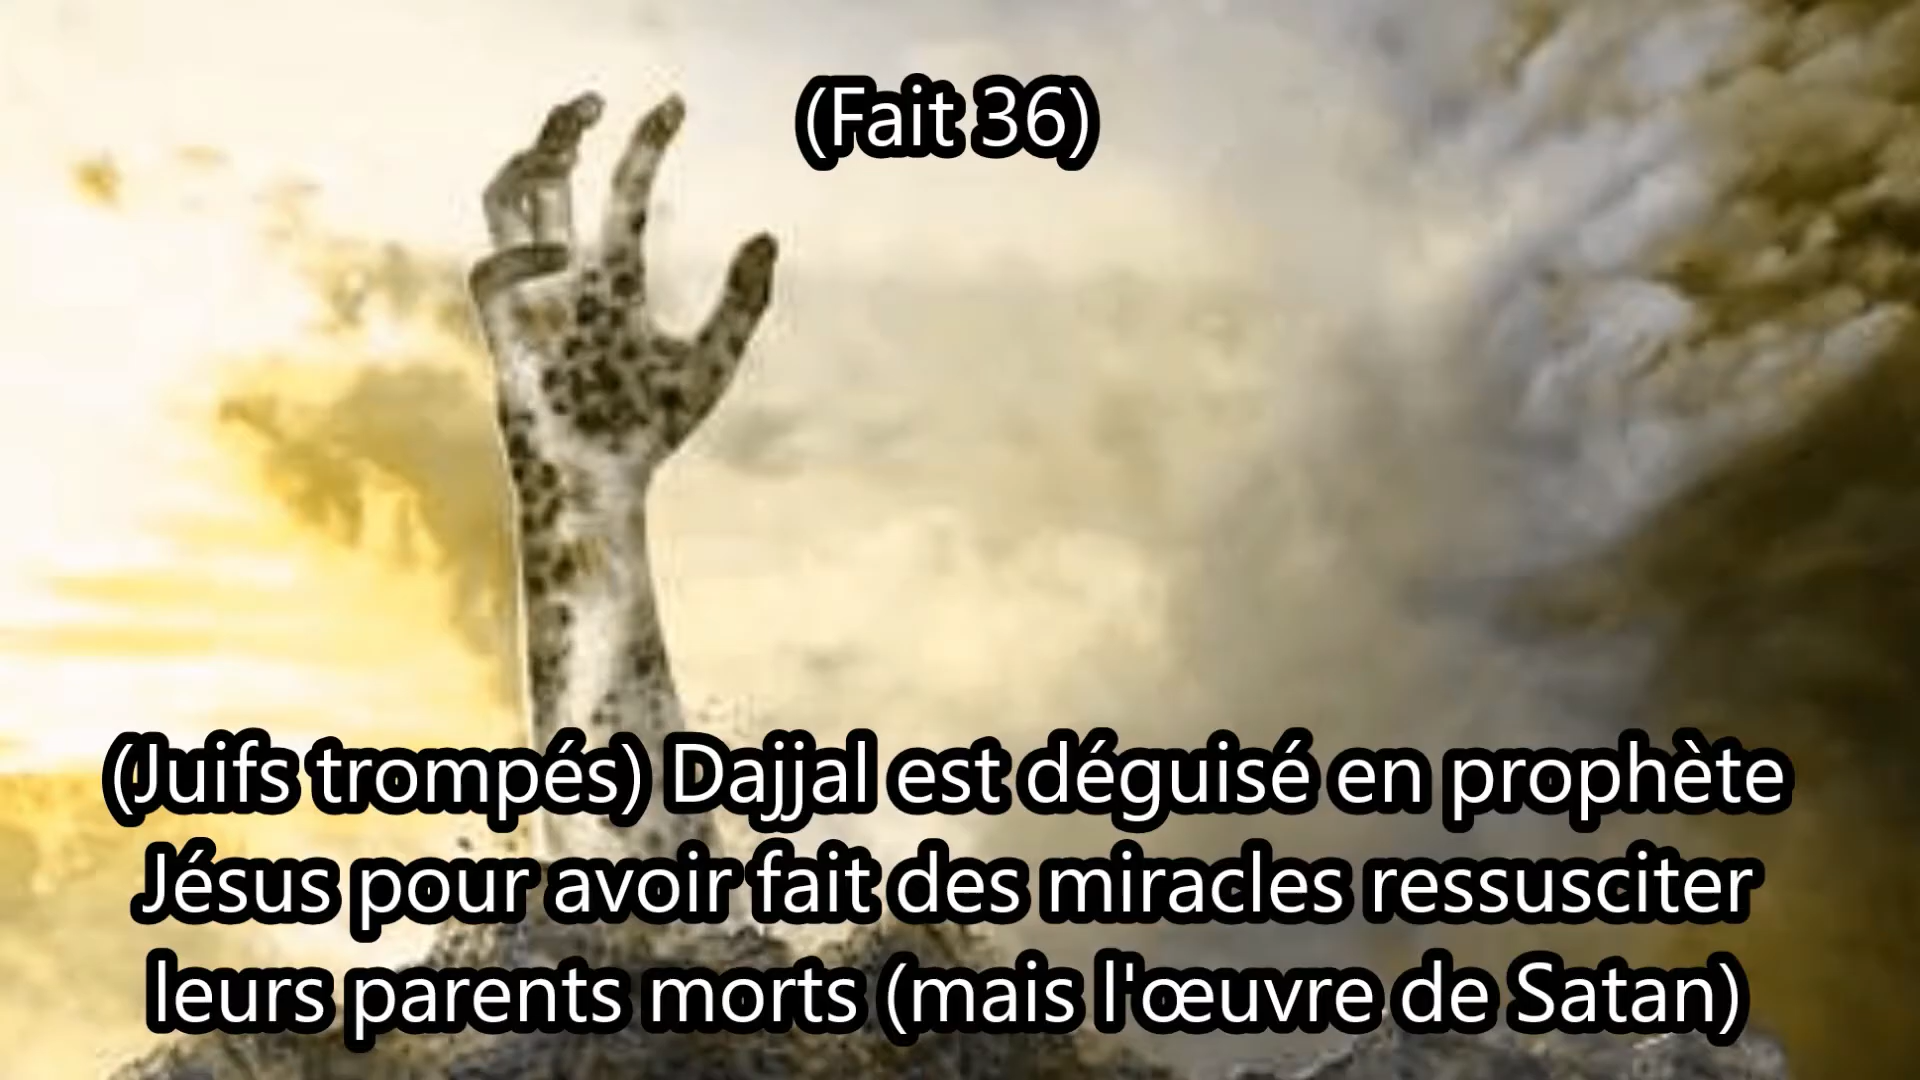 (Fait 36)
(Juifs trompés) Dajjal est déguisé en prophète
Jésus pour avoir fait des miracles ressusciter
leurs parents morts (mais l'œuvre de Satan)